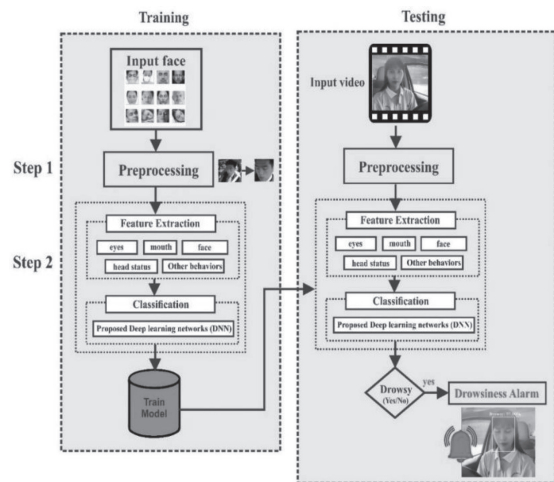 Training
Testing
Input face
Input video
Step 1
Preprocessing
Preprocessing
Step 2
Feature Extraction
eyes
mouth
face
head status
Other behaviors
Classification
Proposed Deep learning networks (DNN)
Train
Model
Feature Extraction
eyes
mouth
face
head status
Other behaviors
Classification
Proposed Deep learning networks (DNN)
Drowsy
(Yes/No)
yes
Drowsiness Alarm